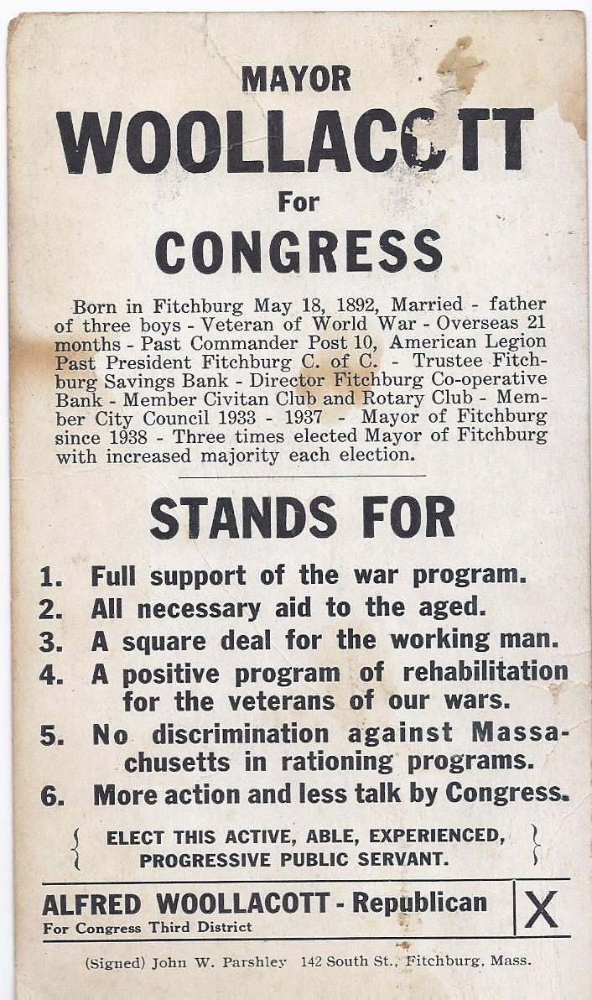 MAYOR
WOOLLACOTT
For
CONGRESS
Born in Fitchburg May 18, 1892, Married - father
of three boys - Veteran of World War - Overseas 21
months - Past Commander Post 10, American Legion
Past President Fitchburg C. of C. - Trustee Fitch-
burg Savings Bank - Director Fitchburg Co-operative
Bank - Member Civitan Club and Rotary Club - Mem-
ber City Council 1933 - 1937 - Mayor of Fitchburg
since 1938 - Three times elected Mayor of Fitchburg
with increased majority each election.
STANDS FOR
1. Full support of the war program.
2. All necessary aid to the aged.
3. A square deal for the working man.
4. A positive program of rehabilitation
for the veterans of our wars.
5. No discrimination against Massa-
chusetts in rationing programs.
6. More action and less talk by Congress.
{ ELECT THIS ACTIVE, ABLE, EXPERIENCED, }
PROGRESSIVE PUBLIC SERVANT.
ALFRED WOOLLACOTT - Republican X
For Congress Third District
(Signed) John W. Parshley 142 South St., Fitchburg, Mass.